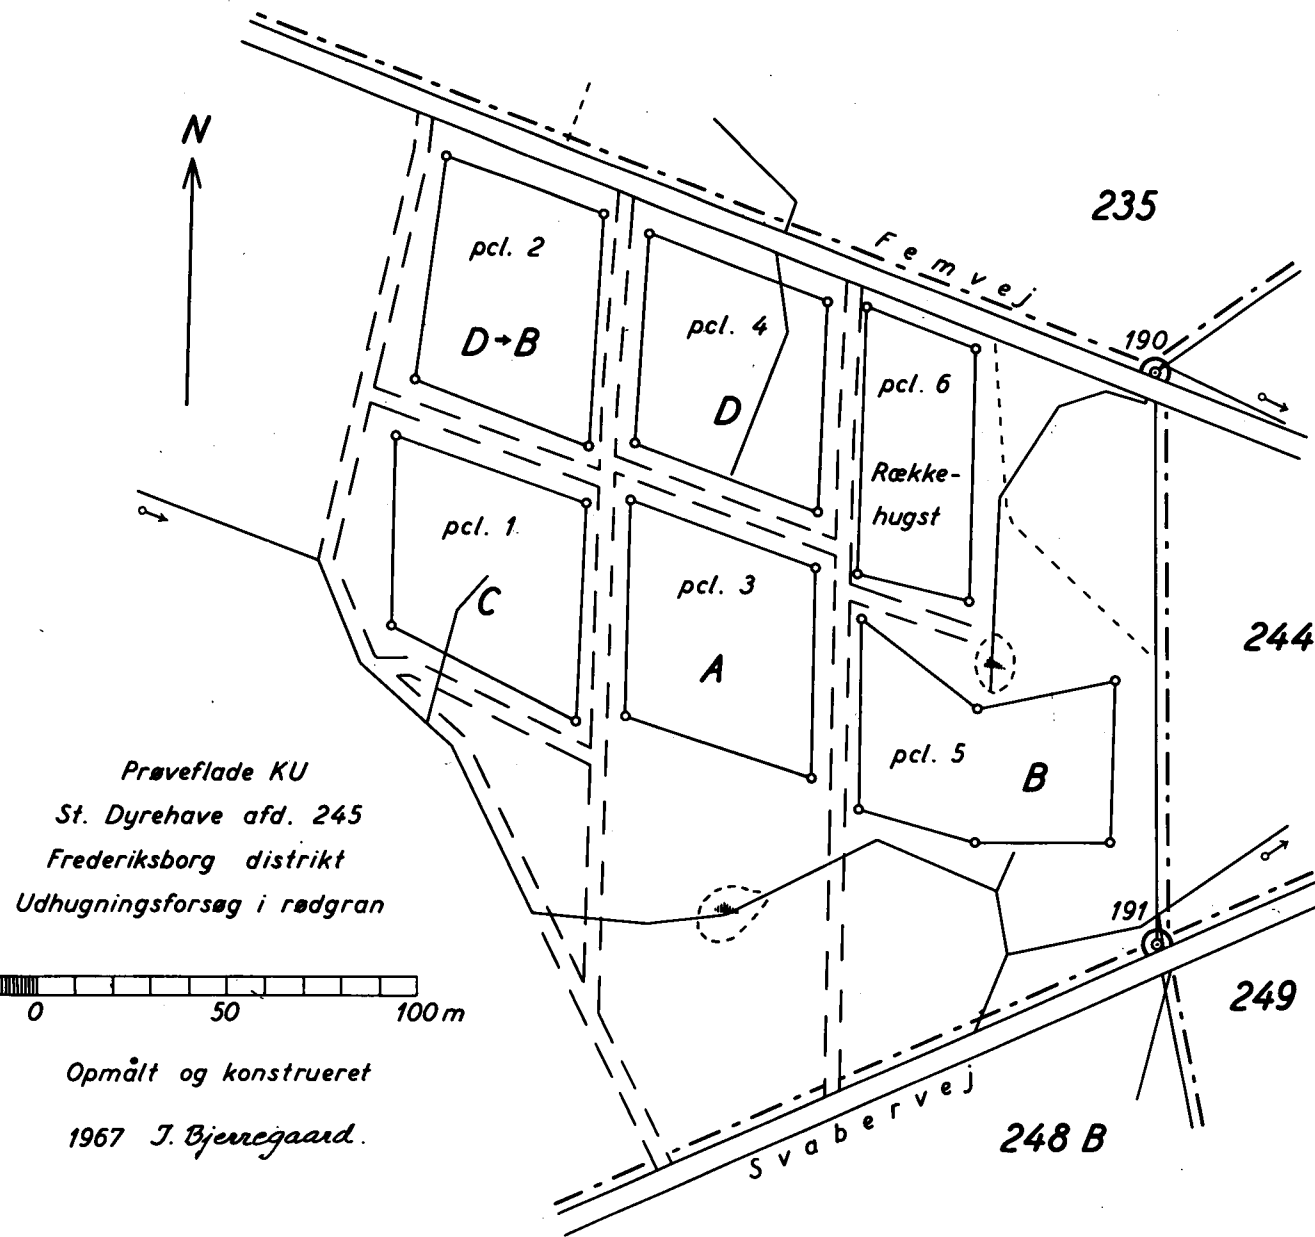 N
235
Femvej
190
pcl. 2
D→B
pcl. 4
D
pcl. 6
Række-
hugst
pcl. 1
C
pcl. 3
A
244
pcl. 5
B
Prøveflade KU
St. Dyrehave afd. 245
Frederiksborg distrikt
Udhugningsforsøg i rødgran
0 50 100 m
Opmålt og konstrueret
1967 J. Bjerregaard.
191
249
Svabervej
248 B